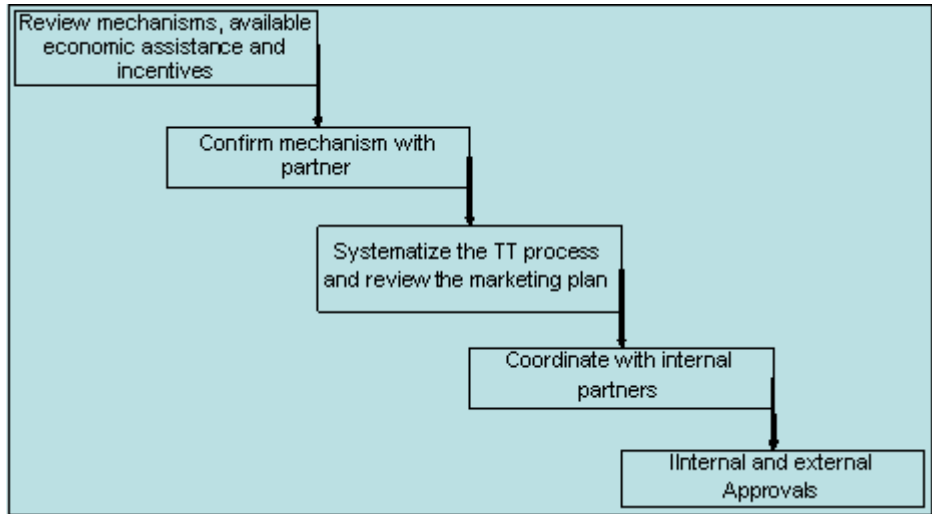 Review mechanisms, available
economic assistance and
incentives
Confirm mechanism with
partner
Systematize the TT process
and review the marketing plan
Coordinate with internal
partners
IInternal and external
Approvals